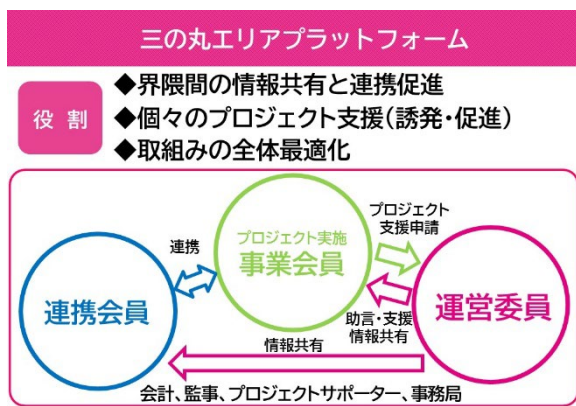 三の丸エリアプラットフォーム
役割
◆界隈間の情報共有と連携促進
◆個々のプロジェクト支援(誘発・促進)
◆取組みの全体最適化
連携会員
連携
プロジェクト実施
事業会員
プロジェクト
支援申請
助言・支援
情報共有
運営委員
情報共有
会計、監事、プロジェクトサポーター、事務局